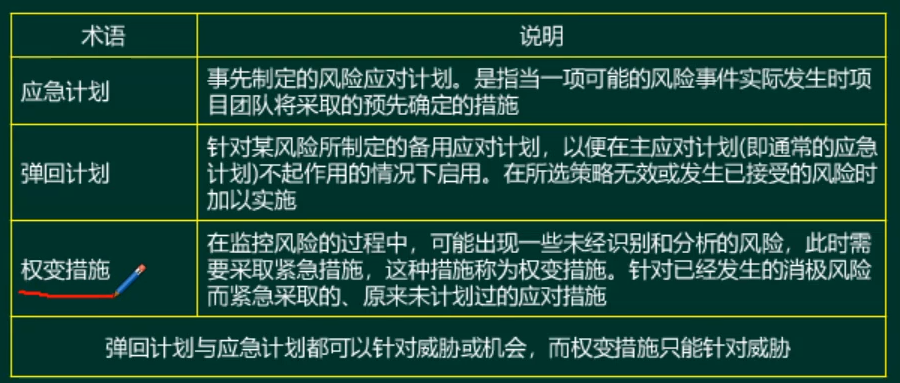 术语
说明
应急计划
事先制定的风险应对计划。是指当一项可能的风险事件实际发生时项
目团队将采取的预先确定的措施
弹回计划
针对某风险所制定的备用应对计划，以便在主应对计划(即通常的应急
计划)不起作用的情况下启用。在所选策略无效或发生已接受的风险时
加以实施
权变措施
在监控风险的过程中，可能出现一些未经识别和分析的风险，此时需
要采取紧急措施，这种措施称为权变措施。针对已经发生的消极风险
而紧急采取的、原来未计划过的应对措施
弹回计划与应急计划都可以针对威胁或机会，而权变措施只能针对威胁